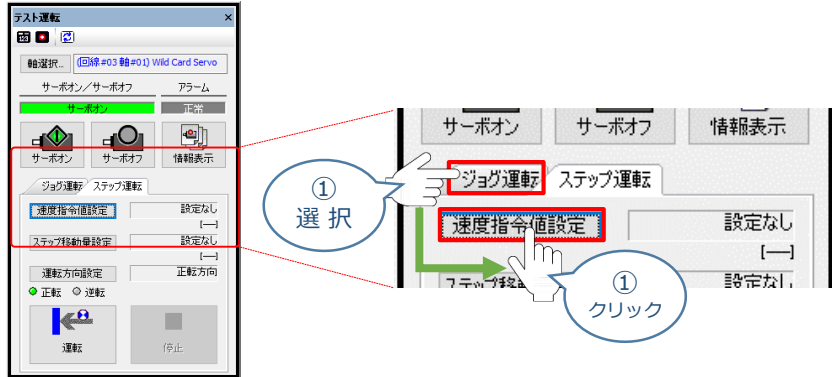 テスト運転
軸選択...
(回線#03 軸#01) Wild Card Servo
サーボオン／サーボオフ
アラーム
サーボオン
正常
サーボオン
サーボオフ
情報表示
ジョグ運転
ステップ運転
速度指令値設定
設定なし
[----]
ステップ移動量設定
設定なし
[----]
運転方向設定
正転方向
正転
逆転
運転
停止
サーボオン
サーボオフ
情報表示
①
選 択
ジョグ運転
ステップ運転
速度指令値設定
設定なし
[----]
ステップ移動
設定なし
①
クリック